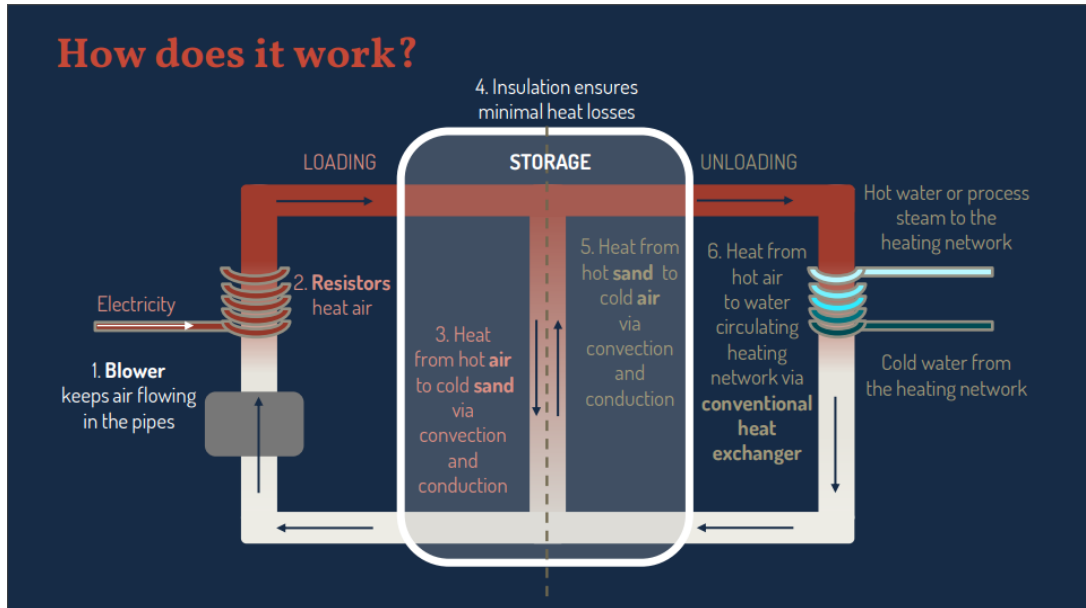 How does it work?
4. Insulation ensures
minimal heat losses
LOADING
STORAGE
UNLOADING
Hot water or process
steam to the
heating network
Electricity
2. Resistors
heat air
1. Blower
keeps air flowing
in the pipes
3. Heat
from hot air
to cold sand
via
convection
and
conduction
5. Heat from
hot sand to
cold air
via
convection
and
conduction
6. Heat from
hot air
to water
circulating
heating
network via
conventional
heat
exchanger
Cold water from
the heating network